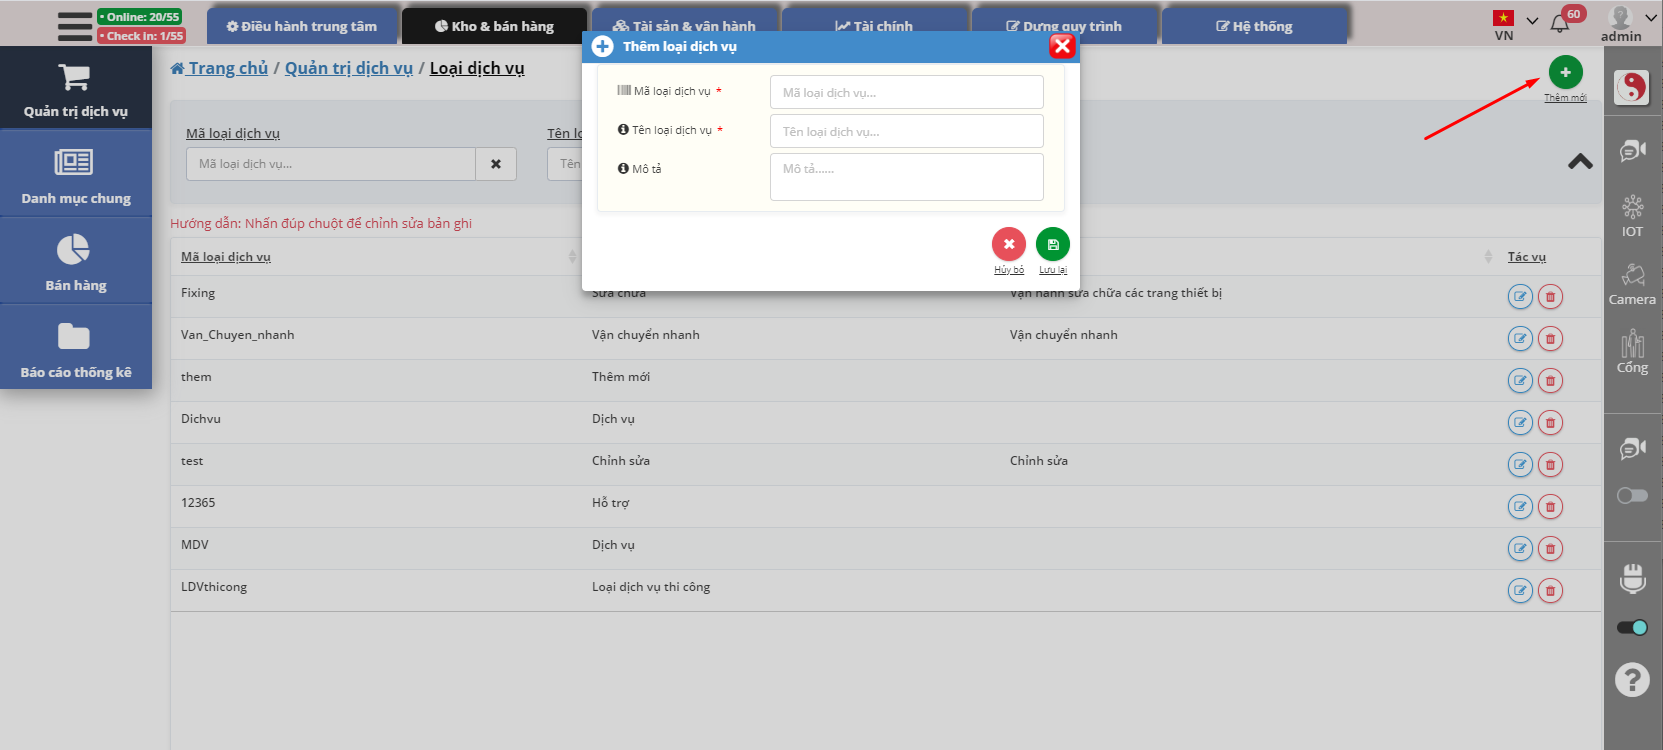 Online: 20/55
Check in: 1/55
Điều hành trung tâm
Kho & bán hàng
Tài sản & vận hành
Tài chính
Dựng quy trình
Hệ thống
VN
60
admin
Quản trị dịch vụ
Danh mục chung
Bán hàng
Báo cáo thống kê
Trang chủ / Quản trị dịch vụ / Loại dịch vụ
Thêm mới
Mã loại dịch vụ
Mã loại dịch vụ...
Tên
Thêm loại dịch vụ
Mã loại dịch vụ *
Mã loại dịch vụ...
Tên loại dịch vụ *
Tên loại dịch vụ...
Mô tả
Mô tả......
Hủy bỏ
Lưu lại
Hướng dẫn: Nhấn đúp chuột để chỉnh sửa bản ghi
Mã loại dịch vụ
Tác vụ
Fixing
Sửa chữa
Vận hành sửa chữa các trang thiết bị
Van_Chuyen_nhanh
Vận chuyển nhanh
Vận chuyển nhanh
them
Thêm mới
Dichvu
Dịch vụ
test
Chỉnh sửa
Chỉnh sửa
12365
Hỗ trợ
MDV
Dịch vụ
LDVthicong
Loại dịch vụ thi công
IOT
Camera
Cổng